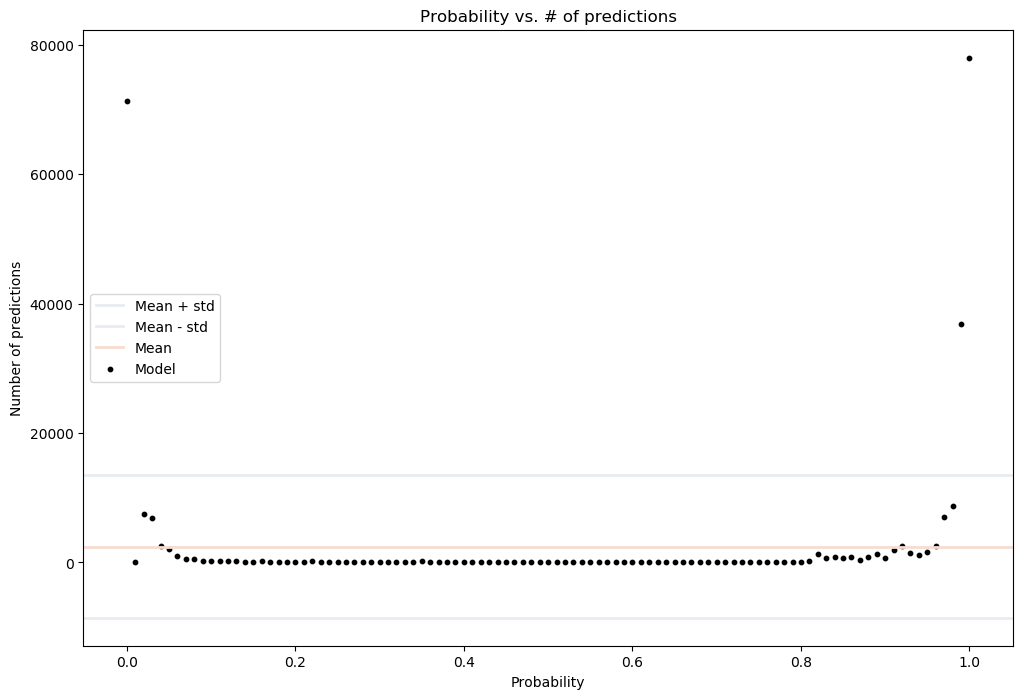 Probability vs. # of predictions
80000
60000
40000
20000
0
Number of predictions
Mean + std
Mean - std
Mean
Model
0.0 0.2 0.4 0.6 0.8 1.0
Probability